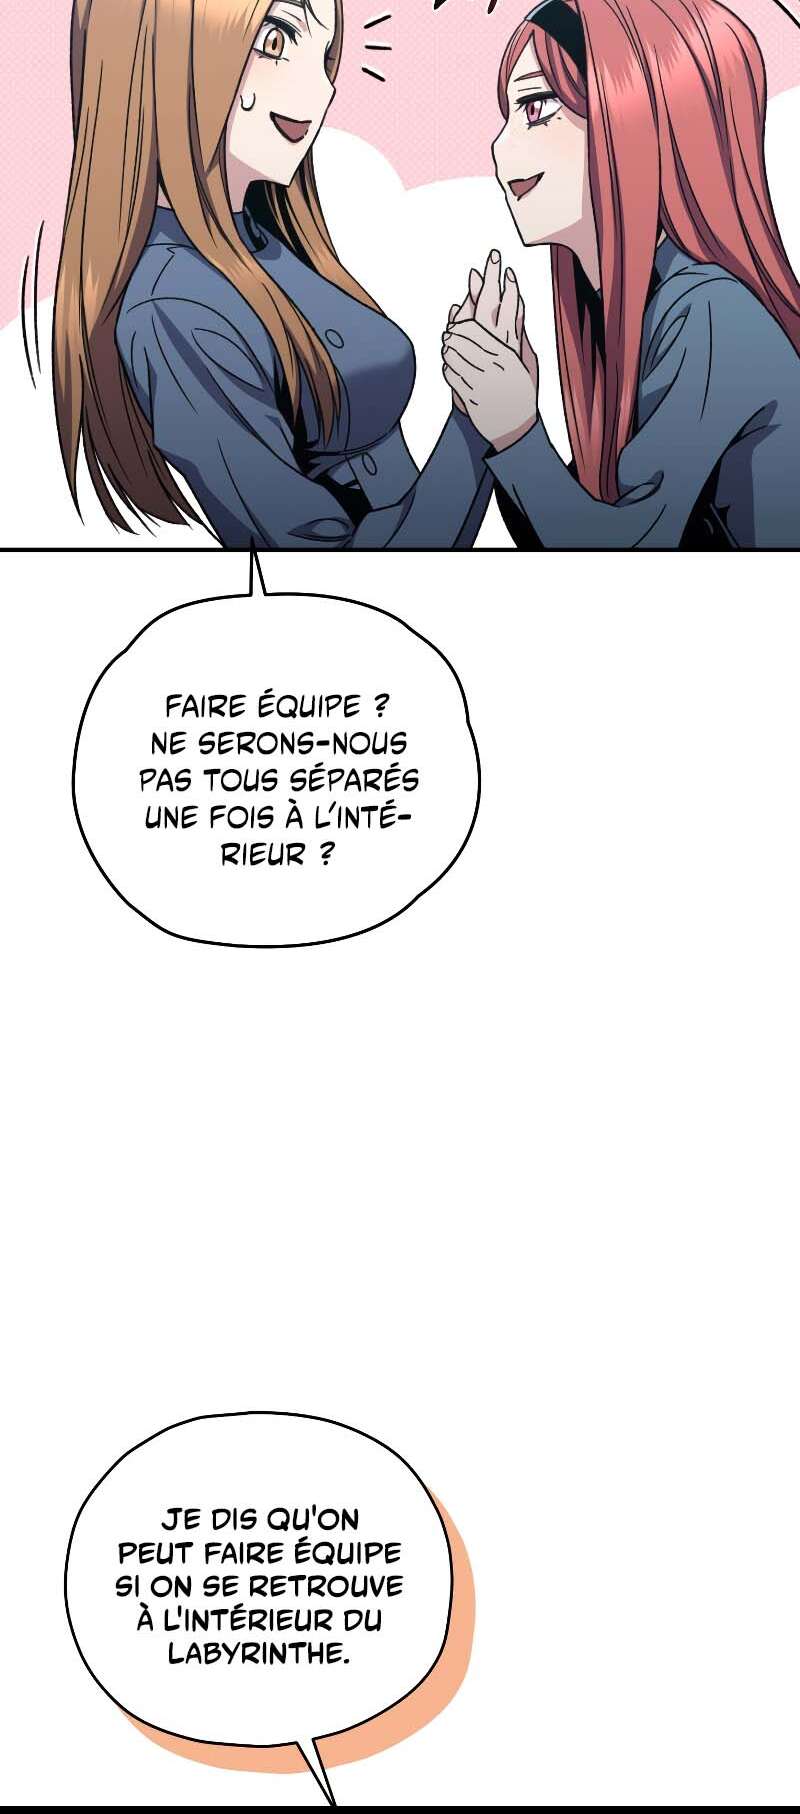 FAIRE ÉQUIPE ?
NE SERONS-NOUS
PAS TOUS SÉPARÉS
UNE FOIS À L'INTÉ-
RIEUR ?
JE DIS QU'ON
PEUT FAIRE ÉQUIPE
SI ON SE RETROUVE
À L'INTÉRIEUR DU
LABYRINTHE.